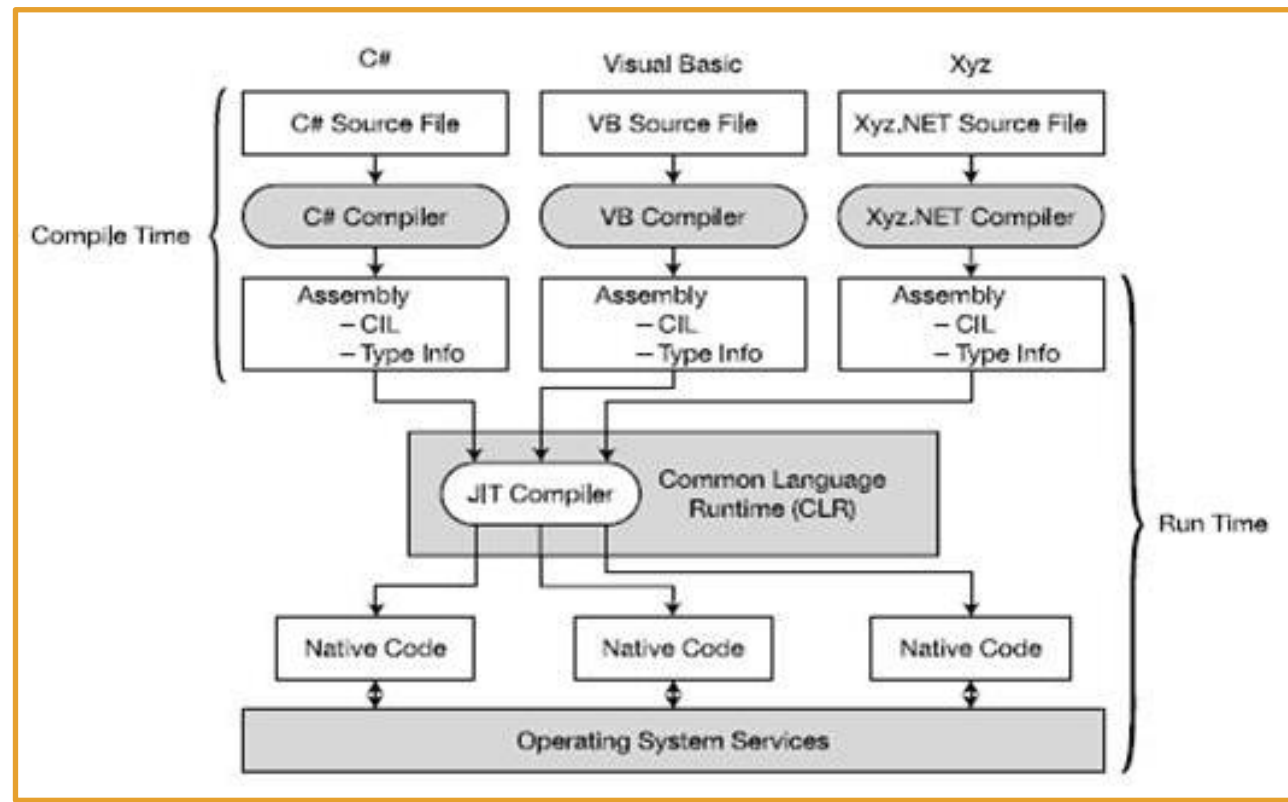 C#
Visual Basic
Xyz
C# Source File
VB Source File
Xyz.NET Source File
Compile Time
C# Compiler
VB Compiler
Xyz.NET Compiler
Assembly
– CIL
– Type Info
Assembly
– CIL
– Type Info
Assembly
– CIL
– Type Info
JIT Compiler
Common Language
Runtime (CLR)
Run Time
Native Code
Native Code
Native Code
Operating System Services